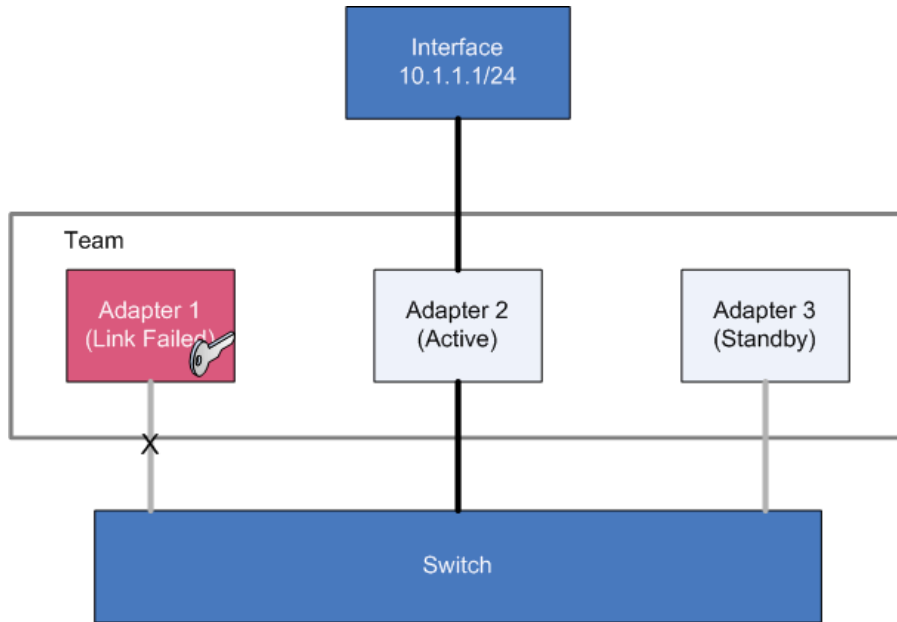 Interface
10.1.1.1/24
Team
Adapter 1
(Link Failed)
Adapter 2
(Active)
Adapter 3
(Standby)
X
Switch